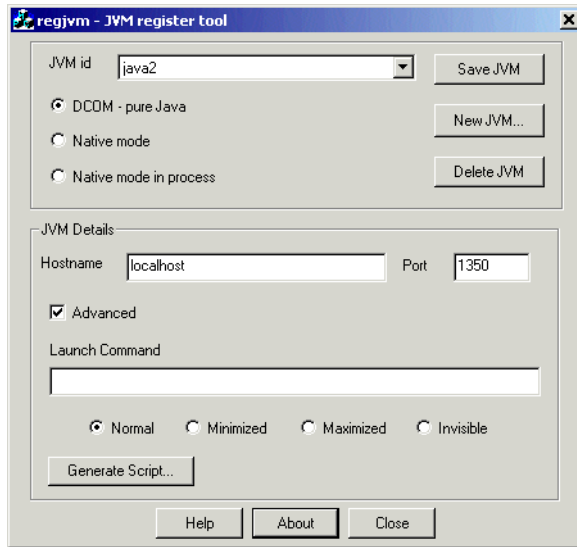 regjvm - JVM register tool
JVM id java2 Save JVM
DCOM - pure Java
New JVM...
Native mode
Native mode in process Delete JVM
JVM Details
Hostname localhost Port 1350
Advanced
Launch Command
Normal Minimized Maximized Invisible
Generate Script...
Help About Close